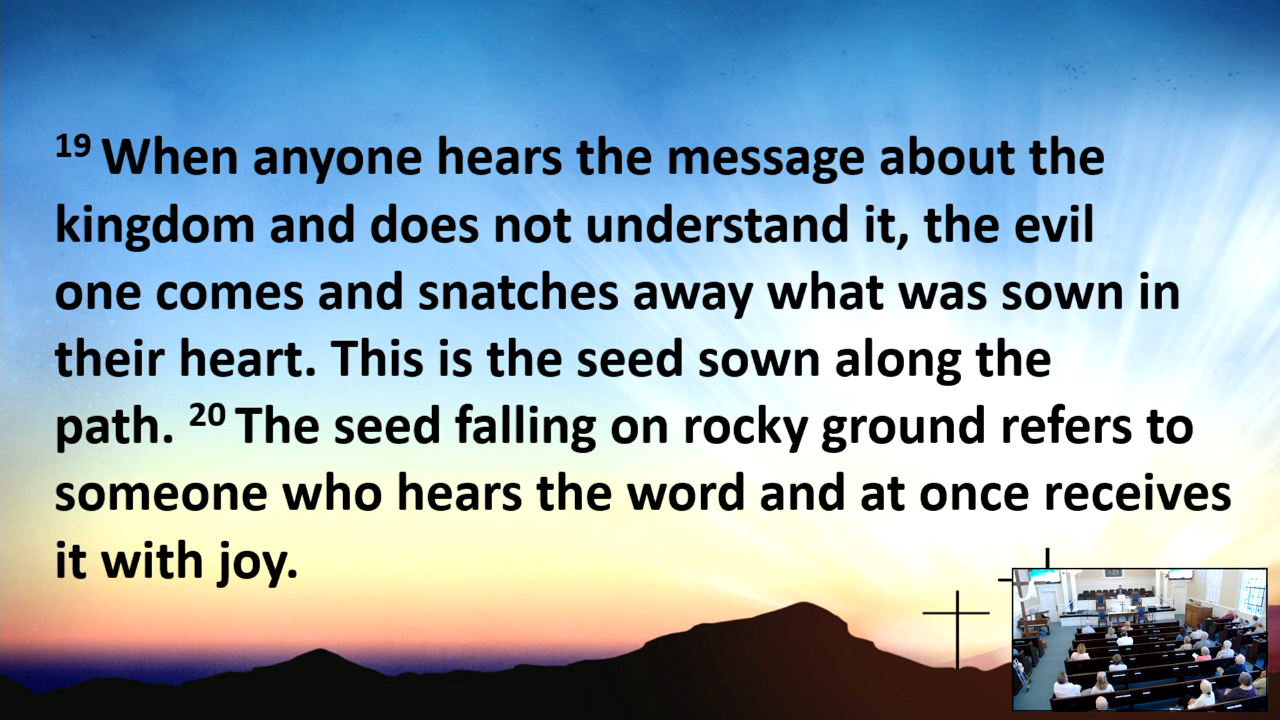 19 When anyone hears the message about the
kingdom and does not understand it, the evil
one comes and snatches away what was sown in
their heart. This is the seed sown along the
path. 20 The seed falling on rocky ground refers to
someone who hears the word and at once receives
it with joy.